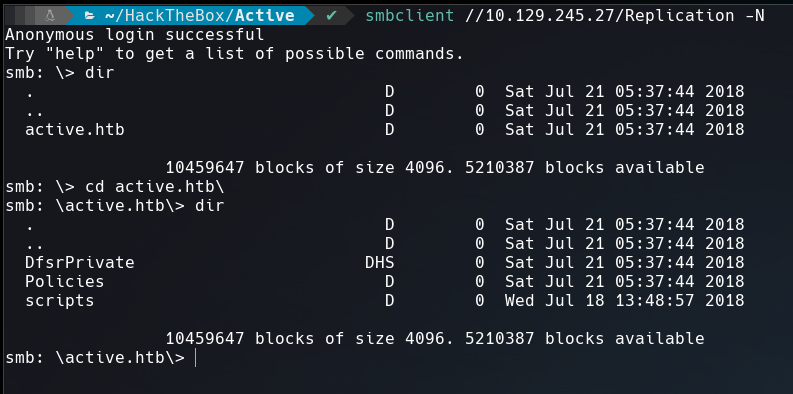 ~/HackTheBox/Active ✔ smbclient //10.129.245.27/Replication -N
Anonymous login successful
Try "help" to get a list of possible commands.
smb: \> dir
  .                                   D        0  Sat Jul 21 05:37:44 2018
  ..                                  D        0  Sat Jul 21 05:37:44 2018
  active.htb                          D        0  Sat Jul 21 05:37:44 2018
                10459647 blocks of size 4096. 5210387 blocks available
smb: \> cd active.htb\
smb: \active.htb\> dir
  .                                   D        0  Sat Jul 21 05:37:44 2018
  ..                                  D        0  Sat Jul 21 05:37:44 2018
  DfsrPrivate                       DHS        0  Sat Jul 21 05:37:44 2018
  Policies                            D        0  Sat Jul 21 05:37:44 2018
  scripts                             D        0  Wed Jul 18 13:48:57 2018
                10459647 blocks of size 4096. 5210387 blocks available
smb: \active.htb\>